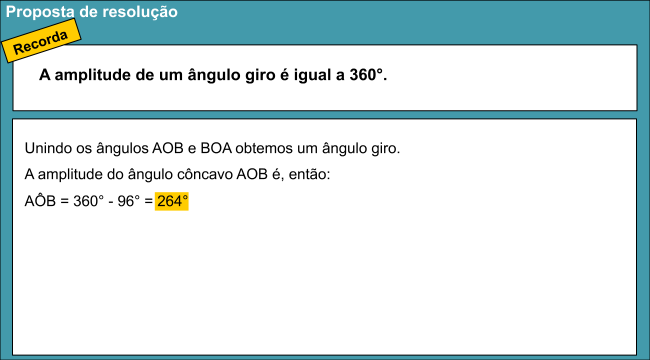 Proposta de resolução
Recorda
A amplitude de um ângulo giro é igual a 360°.
Unindo os ângulos AOB e BOA obtemos um ângulo giro.
A amplitude do ângulo côncavo AOB é, então:
AÔB = 360° - 96° = 264°